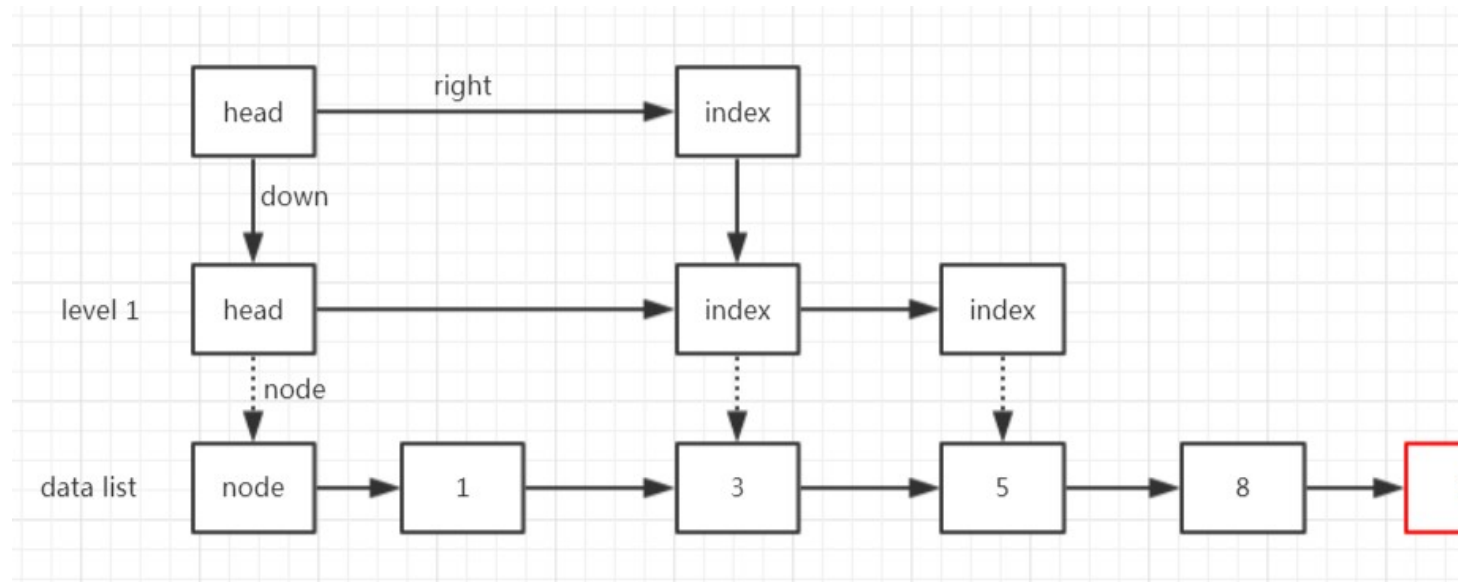 right
head
index
down
level 1
head
index
index
node
data list
node
1
3
5
8